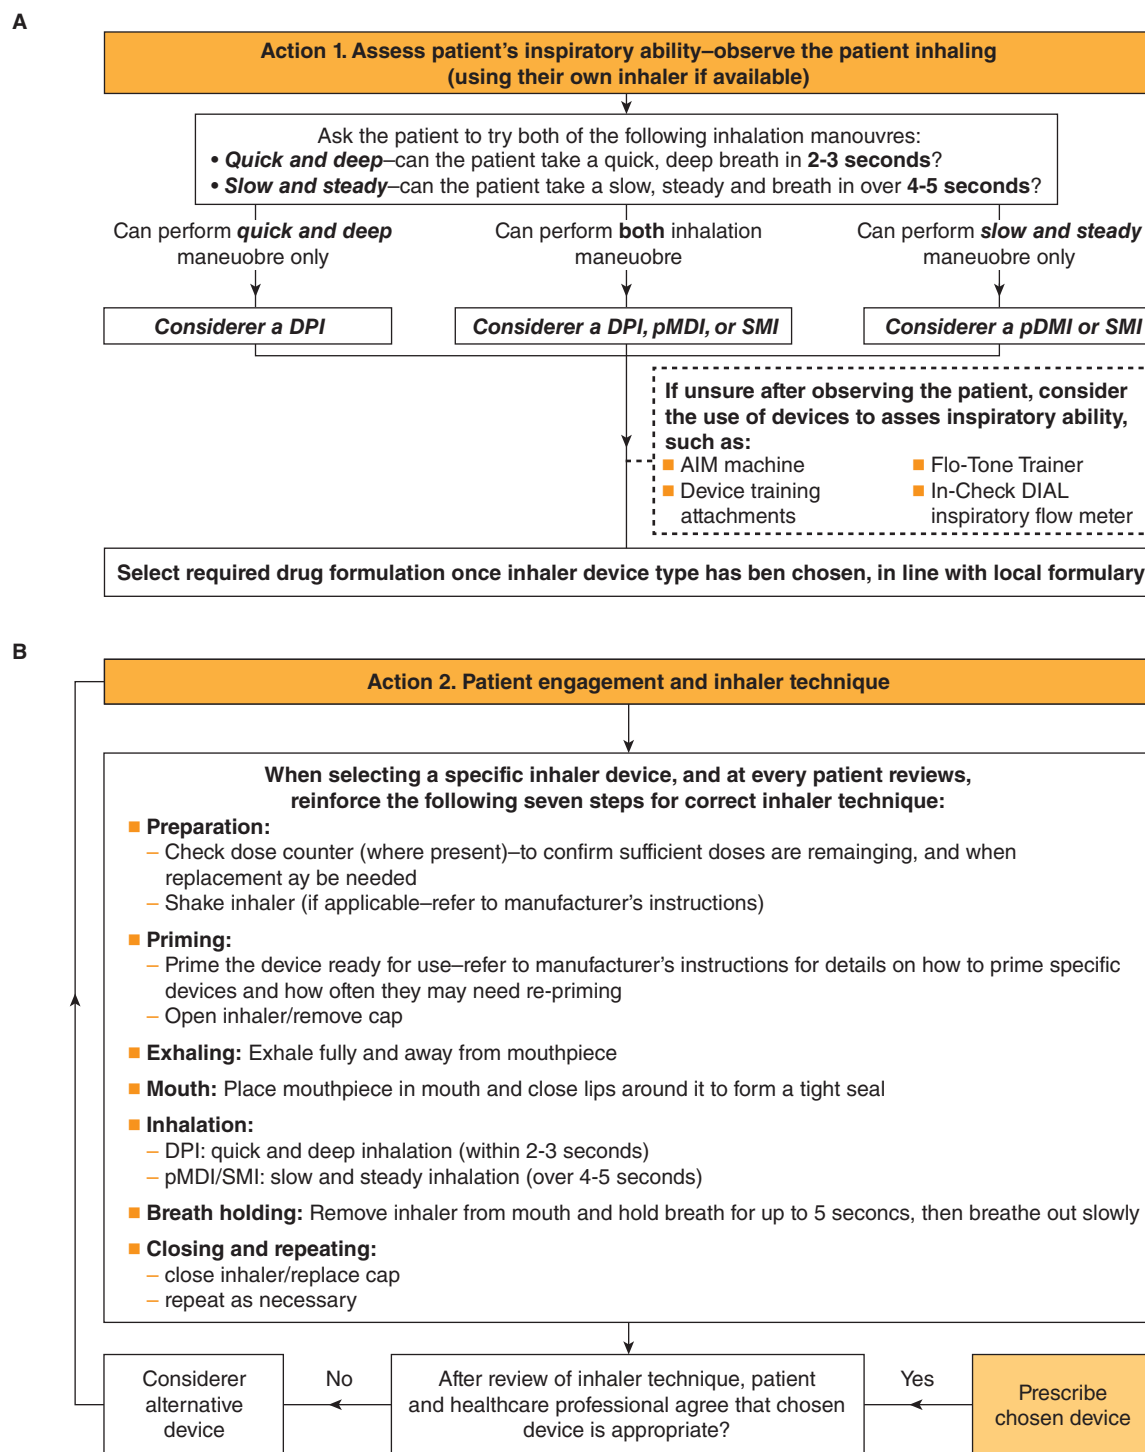 A
Action 1. Assess patient’s inspiratory ability–observe the patient inhaling
(using their own inhaler if available)
Ask the patient to try both of the following inhalation manouvres:
• Quick and deep–can the patient take a quick, deep breath in 2-3 seconds?
• Slow and steady–can the patient take a slow, steady and breath in over 4-5 seconds?
Can perform quick and deep
maneuobre only
Can perform both inhalation
maneuobre
Can perform slow and steady
maneuobre only
Considerer a DPI
Considerer a DPI, pMDI, or SMI
Considerer a pDMI or SMI
If unsure after observing the patient, consider
the use of devices to asses inspiratory ability,
such as:
■ AIM machine
■ Device training
attachments
■ Flo-Tone Trainer
■ In-Check DIAL
inspiratory flow meter
Select required drug formulation once inhaler device type has ben chosen, in line with local formulary
B
Action 2. Patient engagement and inhaler technique
When selecting a specific inhaler device, and at every patient reviews,
reinforce the following seven steps for correct inhaler technique:
■ Preparation:
– Check dose counter (where present)–to confirm sufficient doses are remainging, and when
replacement ay be needed
– Shake inhaler (if applicable–refer to manufacturer’s instructions)
■ Priming:
– Prime the device ready for use–refer to manufacturer’s instructions for details on how to prime specific
devices and how often they may need re-priming
– Open inhaler/remove cap
■ Exhaling: Exhale fully and away from mouthpiece
■ Mouth: Place mouthpiece in mouth and close lips around it to form a tight seal
■ Inhalation:
– DPI: quick and deep inhalation (within 2-3 seconds)
– pMDI/SMI: slow and steady inhalation (over 4-5 seconds)
■ Breath holding: Remove inhaler from mouth and hold breath for up to 5 seconcs, then breathe out slowly
■ Closing and repeating:
– close inhaler/replace cap
– repeat as necessary
Considerer
alternative
device
No
After review of inhaler technique, patient
and healthcare professional agree that chosen
device is appropriate?
Yes
Prescribe
chosen device